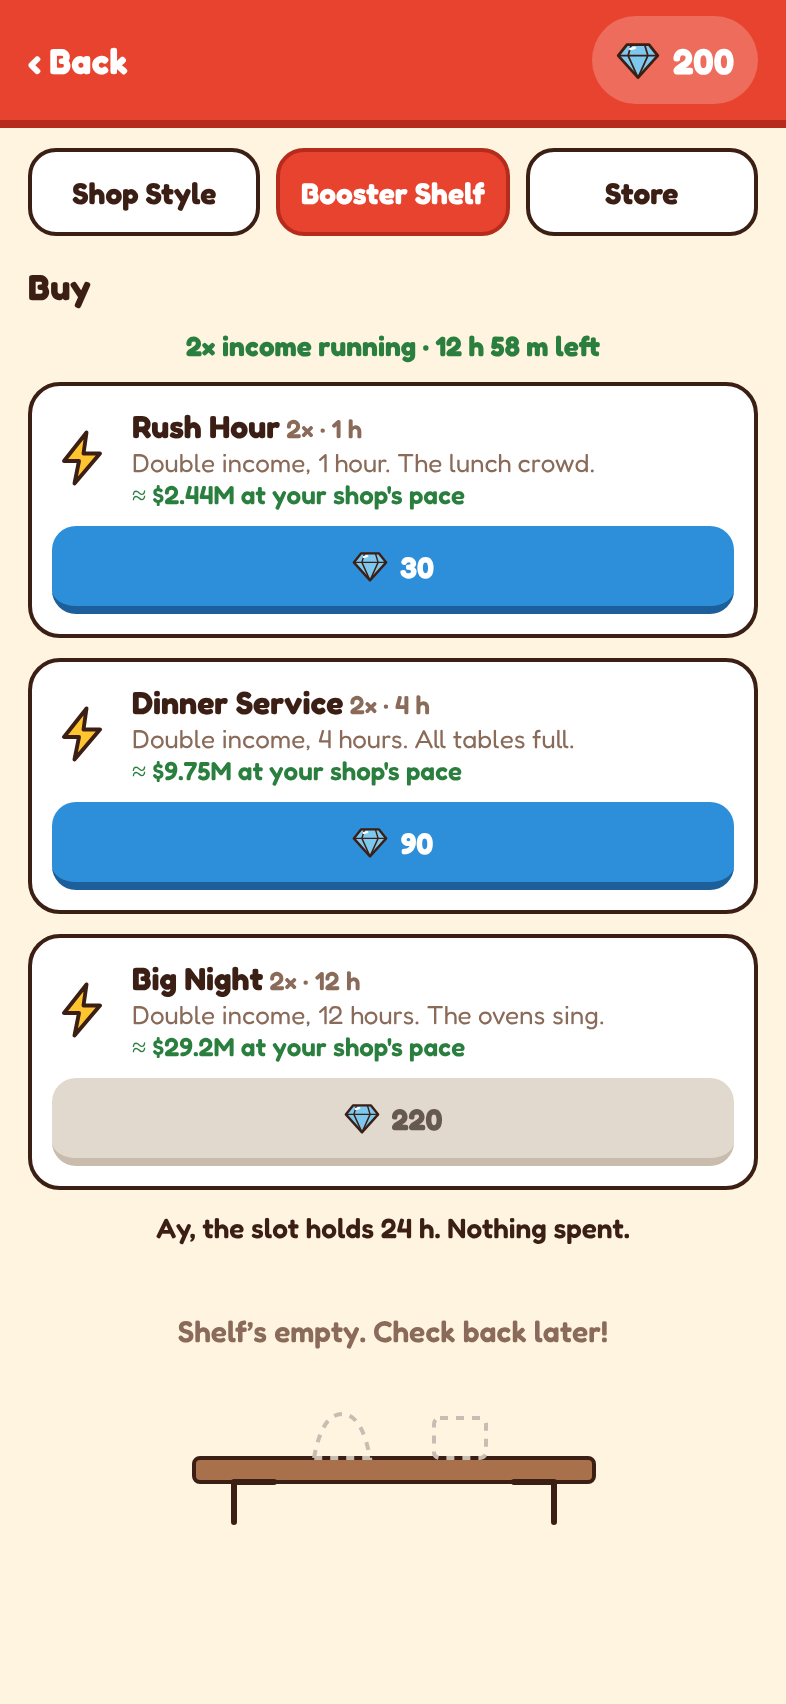 ‹ Back
200
Shop Style
Booster Shelf
Store
Buy
2x income running · 12 h 58 m left
Rush Hour 2x · 1 h
Double income, 1 hour. The lunch crowd.
≈ $2.44M at your shop's pace
30
Dinner Service 2x · 4 h
Double income, 4 hours. All tables full.
≈ $9.75M at your shop's pace
90
Big Night 2x · 12 h
Double income, 12 hours. The ovens sing.
≈ $29.2M at your shop's pace
220
Ay, the slot holds 24 h. Nothing spent.
Shelf’s empty. Check back later!